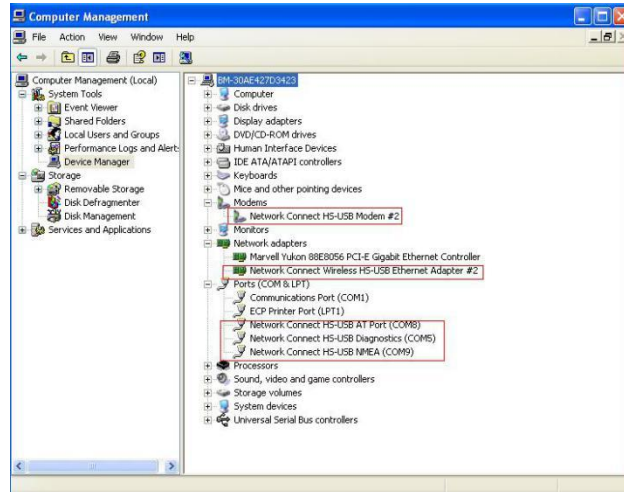 Computer Management
File Action View Window Help
Computer Management (Local)
System Tools
Event Viewer
Shared Folders
Local Users and Groups
Performance Logs and Alert:
Device Manager
Storage
Removable Storage
Disk Defragmenter
Disk Management
Services and Applications
BM-30AE427D3423
Computer
Disk drives
Display adapters
DVD/CD-ROM drives
Human Interface Devices
IDE ATA/ATAPI controllers
Keyboards
Mice and other pointing devices
Modems
Network Connect HS-USB Modem #2
Monitors
Network adapters
Marvell Yukon 88E8056 PCI-E Gigabit Ethernet Controller
Network Connect Wireless HS-USB Ethernet Adapter #2
Ports (COM & LPT)
Communications Port (COM1)
ECP Printer Port (LPT1)
Network Connect HS-USB AT Port (COM8)
Network Connect HS-USB Diagnostics (COM5)
Network Connect HS-USB NMEA (COM9)
Processors
Sound, video and game controllers
Storage volumes
System devices
Universal Serial Bus controllers